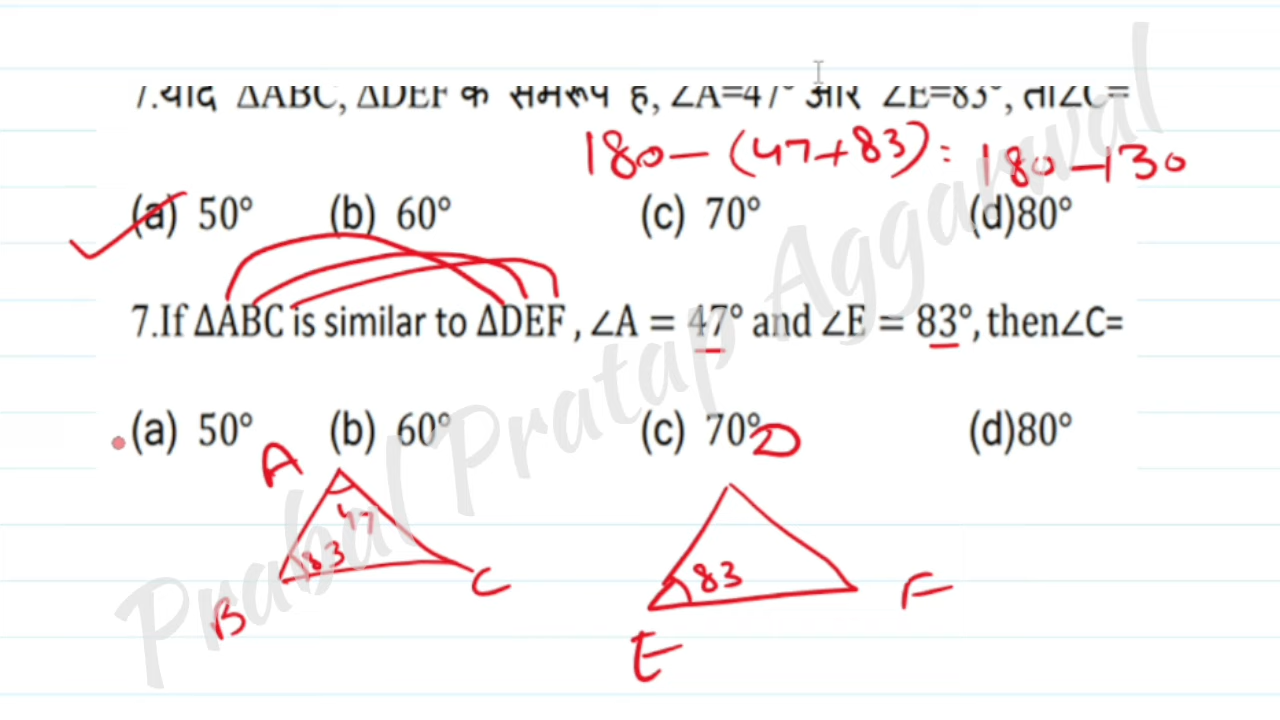 7.यदि ΔABC, ΔDEF के समरूप है, ∠A=47° और ∠E=83°, तो∠C=
180-(47+83)= 180-130
(a) 50° (b) 60° (c) 70° (d)80°
7.If ΔABC is similar to ΔDEF , ∠A = 47° and ∠E = 83°, then∠C=
(a) 50° (b) 60° (c) 70° (d)80°
A D
47
83 83
B C E F
Prabal Pratap Aggarwal